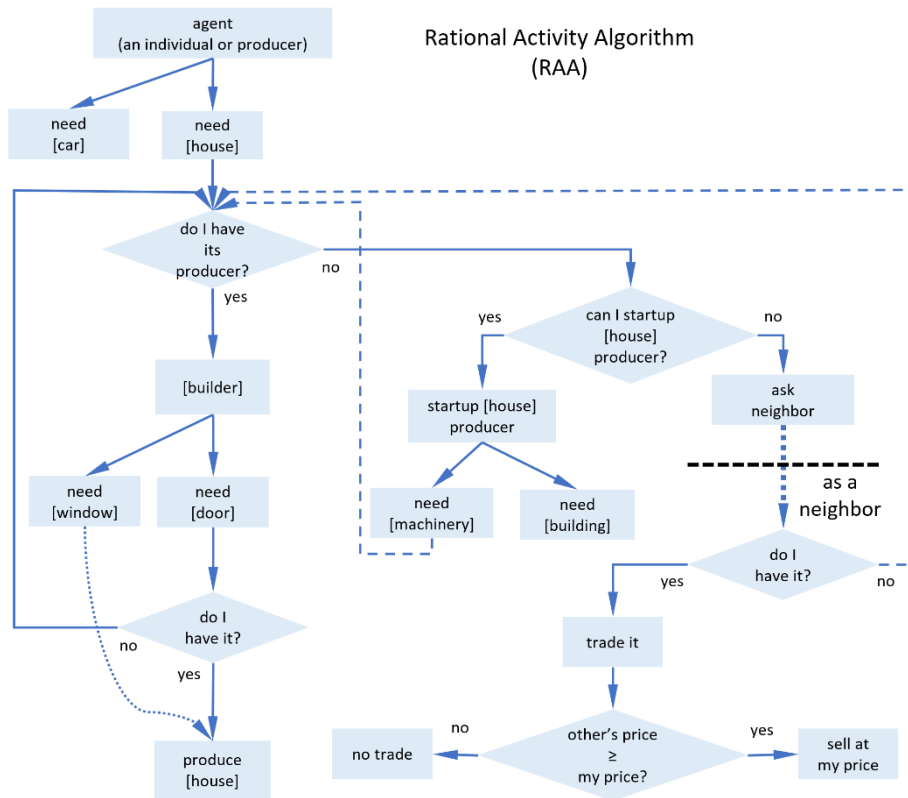 agent
(an individual or producer)
Rational Activity Algorithm
(RAA)
need
[car]
need
[house]
do I have
its
producer?
no
yes
can I startup
[house]
producer?
yes
no
[builder]
startup [house]
producer
ask
neighbor
as a
neighbor
need
[window]
need
[door]
need
[machinery]
need
[building]
do I
have it?
yes
no
do I
have it?
no
yes
trade it
produce
[house]
other's price
≥
my price?
no
yes
no trade
sell at
my price